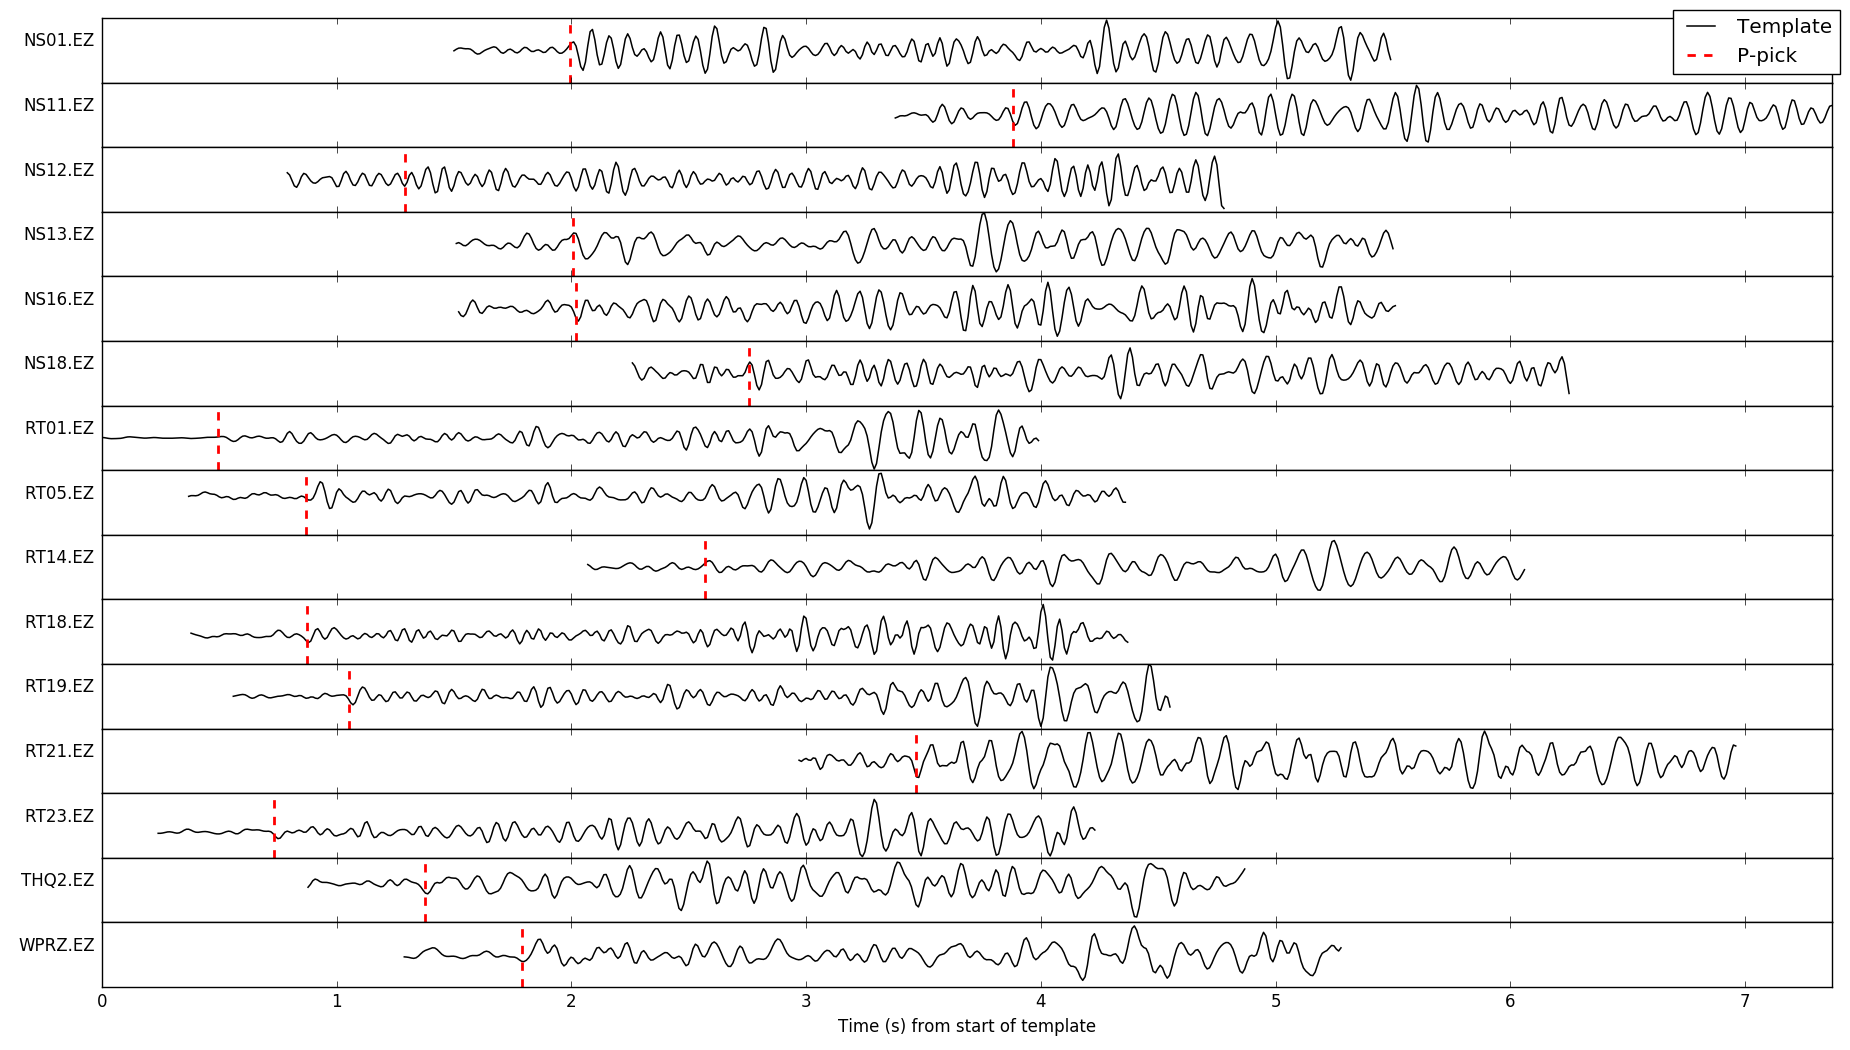 Template
P-pick
NS01.EZ
NS11.EZ
NS12.EZ
NS13.EZ
NS16.EZ
NS18.EZ
RT01.EZ
RT05.EZ
RT14.EZ
RT18.EZ
RT19.EZ
RT21.EZ
RT23.EZ
THQ2.EZ
WPRZ.EZ
0 1 2 3 4 5 6 7
Time (s) from start of template